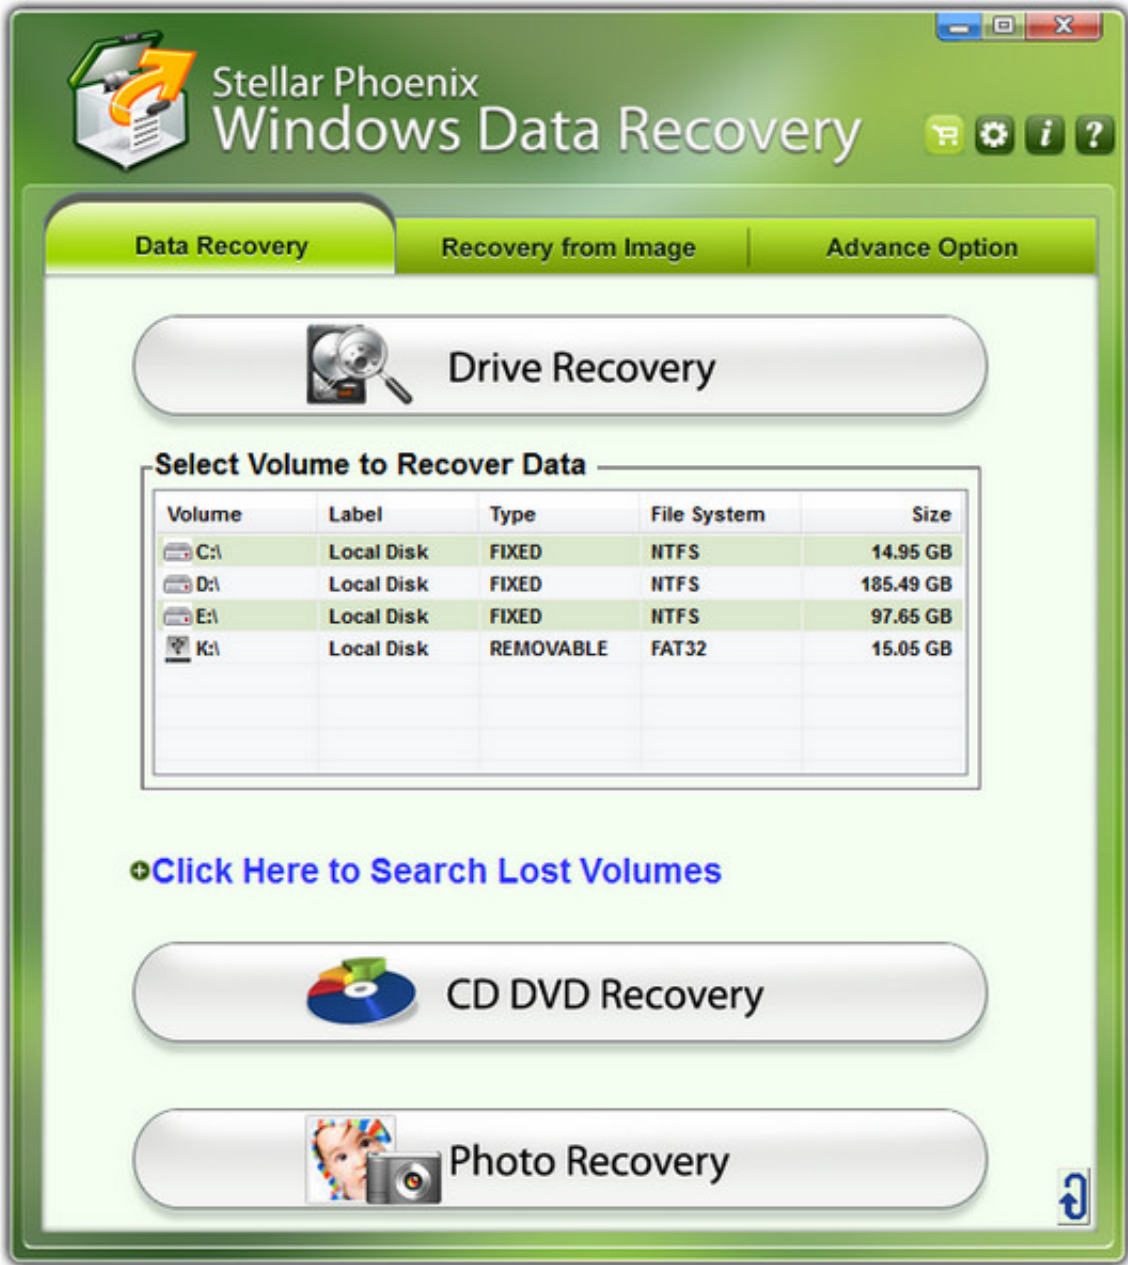 Stellar Phoenix
Windows Data Recovery
Data Recovery Recovery from Image Advance Option
Drive Recovery
Select Volume to Recover Data
Volume Label Type File System Size
C:\ Local Disk FIXED NTFS 14.95 GB
D:\ Local Disk FIXED NTFS 185.49 GB
E:\ Local Disk FIXED NTFS 97.65 GB
K:\ Local Disk REMOVABLE FAT32 15.05 GB
Click Here to Search Lost Volumes
CD DVD Recovery
Photo Recovery